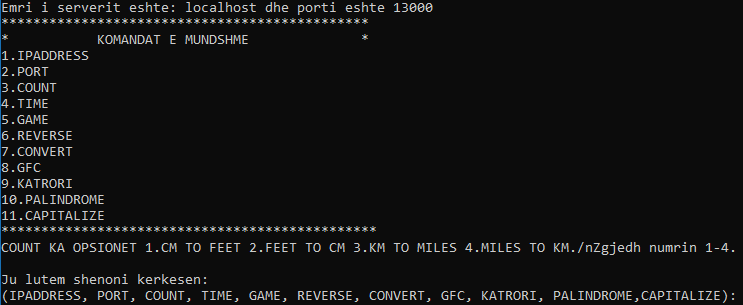 Emri i serverit eshte: localhost dhe porti eshte 13000
**********************************************
* KOMANDAT E MUNDSHME *
1.IPADDRESS
2.PORT
3.COUNT
4.TIME
5.GAME
6.REVERSE
7.CONVERT
8.GFC
9.KATRORI
10.PALINDROME
11.CAPITALIZE
***********************************************
COUNT KA OPSIONET 1.CM TO FEET 2.FEET TO CM 3.KM TO MILES 4.MILES TO KM./nZgjedh numrin 1-4.
Ju lutem shenoni kerkesen:
(IPADDRESS, PORT, COUNT, TIME, GAME, REVERSE, CONVERT, GFC, KATRORI, PALINDROME,CAPITALIZE):